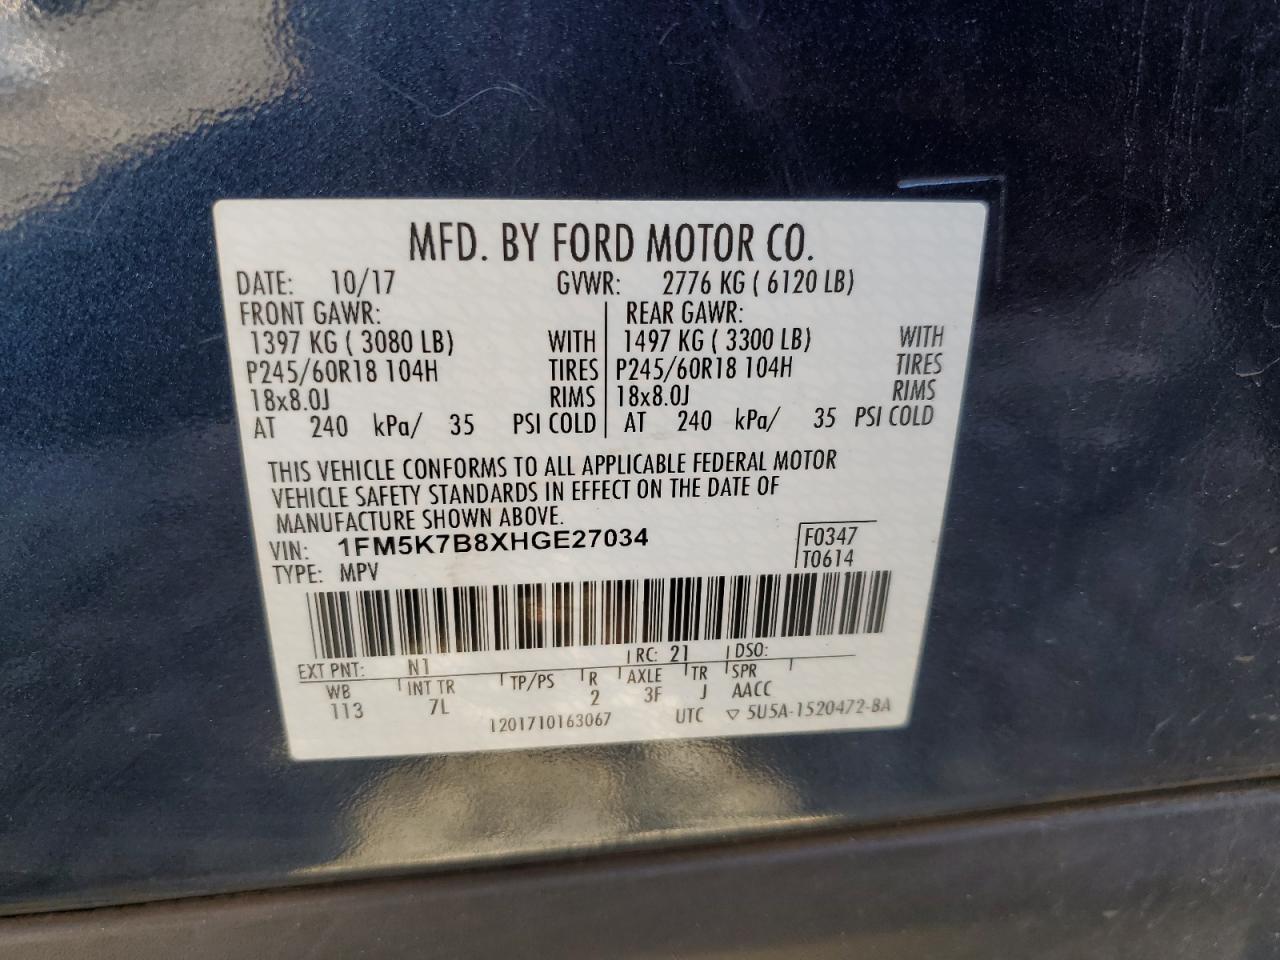 MFD. BY FORD MOTOR CO.
DATE: 10/17 GVWR: 2776 KG ( 6120 LB)
FRONT GAWR: REAR GAWR:
1397 KG ( 3080 LB) WITH 1497 KG ( 3300 LB) WITH
P245/60R18 104H TIRES P245/60R18 104H TIRES
18x8.0J RIMS 18x8.0J RIMS
AT 240 kPa/ 35 PSI COLD AT 240 kPa/ 35 PSI COLD
THIS VEHICLE CONFORMS TO ALL APPLICABLE FEDERAL MOTOR
VEHICLE SAFETY STANDARDS IN EFFECT ON THE DATE OF
MANUFACTURE SHOWN ABOVE.
VIN: 1FM5K7B8XHGE27034 F0347
TYPE: MPV T0614
EXT PNT: N1 RC: 21 DSO:
WB INT TR TP/PS R AXLE TR SPR
113 7L 2 3F J AACC
1201710163067 UTC ▽ 5U5A-1520472-BA